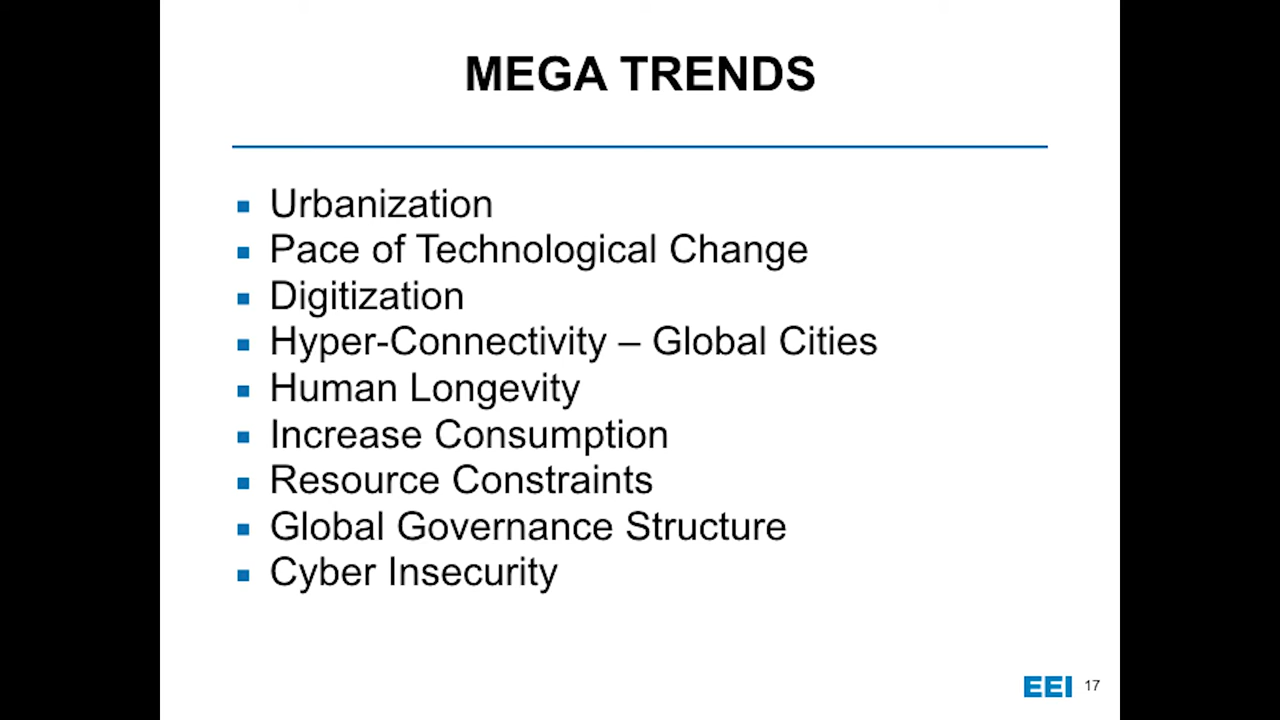 MEGA TRENDS
Urbanization
Pace of Technological Change
Digitization
Hyper-Connectivity – Global Cities
Human Longevity
Increase Consumption
Resource Constraints
Global Governance Structure
Cyber Insecurity
EEI 17